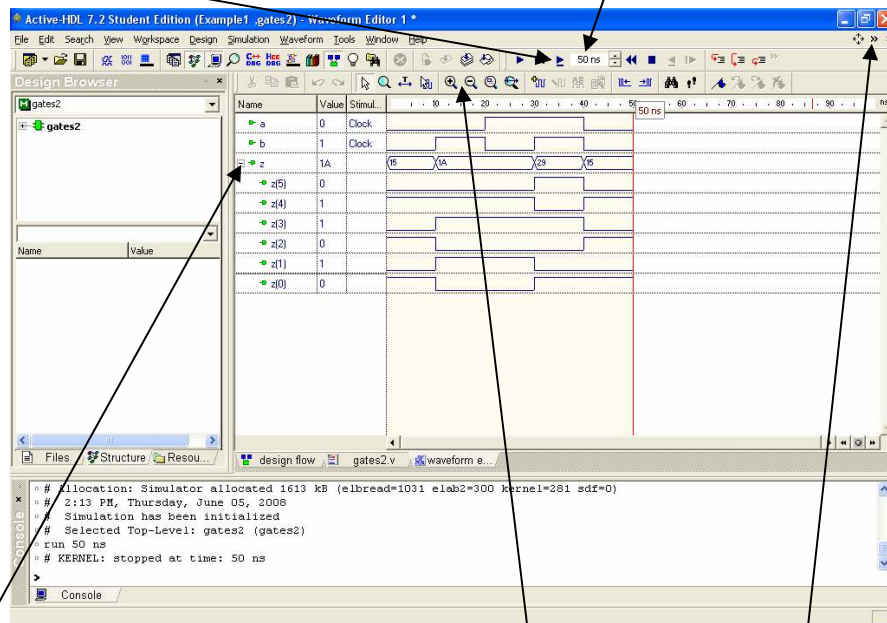 Active-HDL 7.2 Student Edition (Example1 ,gates2) - Waveform Editor 1 *
File Edit Search View Workspace Design Simulation Waveform Tools Window Help
50 ns
Design Browser
gates2
gates2
Name Value
Files Structure Resou...
Name Value Stimul... 10 20 30 40 50 60 70 80 90 ns
50 ns
a 0 Clock
b 1 Clock
z 1A 15 1A 29 15
z(5) 0
z(4) 1
z(3) 1
z(2) 0
z(1) 1
z(0) 0
design flow gates2.v waveform e...
# Allocation: Simulator allocated 1613 kB (elbread=1031 elab2=300 kernel=281 sdf=0)
# 2:13 PM, Thursday, June 05, 2008
# Simulation has been initialized
# Selected Top-Level: gates2 (gates2)
run 50 ns
# KERNEL: stopped at time: 50 ns
>
Console
Console